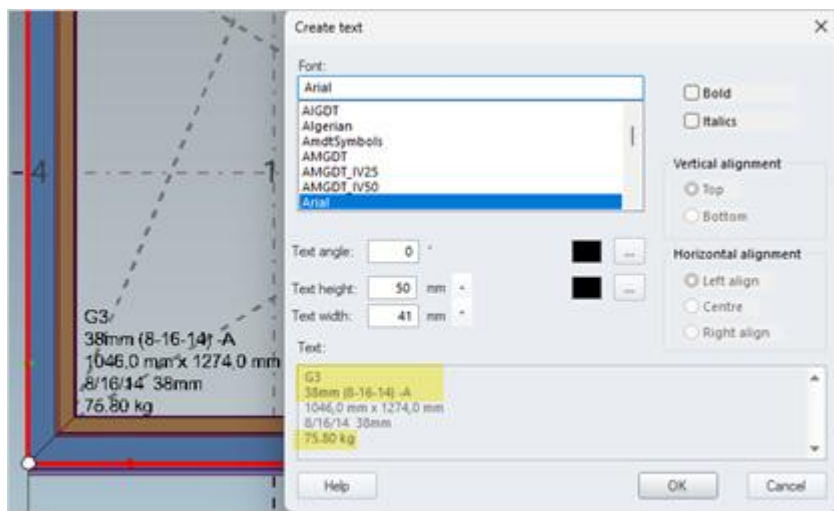 4
1
G3
38mm (8-16-14) -A
1046,0 mm x 1274,0 mm
8/16/14 38mm
75.80 kg
Create text
Font:
Arial
AIGDT
Algerian
AmdtSymbols
AMGDT
AMGDT_IV25
AMGDT_IV50
Arial
Bold
Italics
Vertical alignment
Top
Bottom
Text angle: 0 °
...
Text height: 50 mm
...
Text width: 41 mm
Horizontal alignment
Left align
Centre
Right align
Text:
G3
38mm (8-16-14) -A
1046,0 mm x 1274,0 mm
8/16/14 38mm
75.80 kg
Help
OK
Cancel